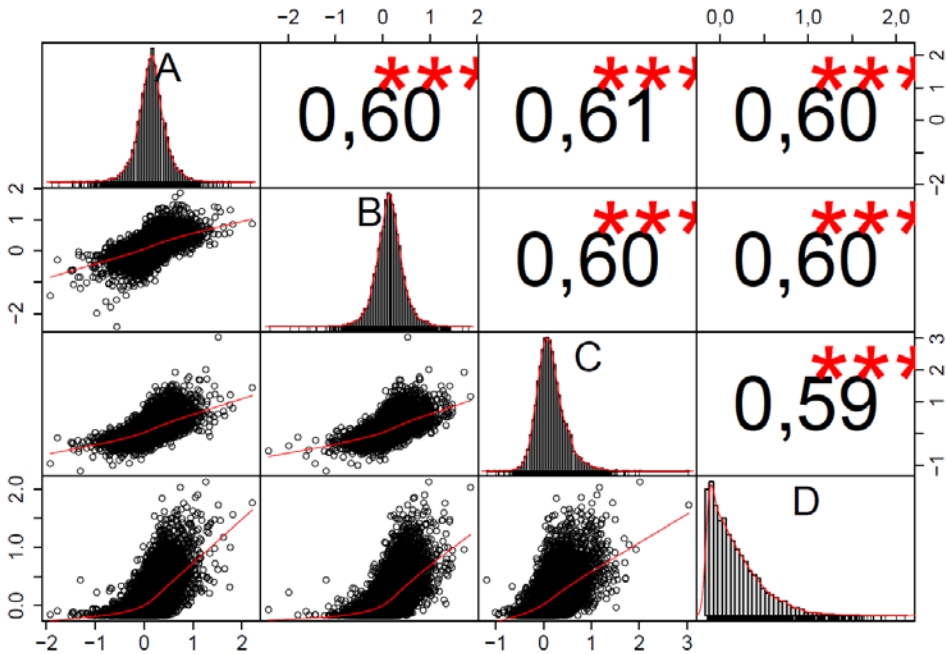 −2 −1 0 1 2 0,0 1,0 2,0
A 0,60 *** 0,61 *** 0,60 *** −2 0 1 2
−2 0 1 2 B 0,60 *** 0,60 ***
C 0,59 *** −1 1 2 3
0.0 1.0 2.0 D
−2 −1 0 1 2 −1 0 1 2 3